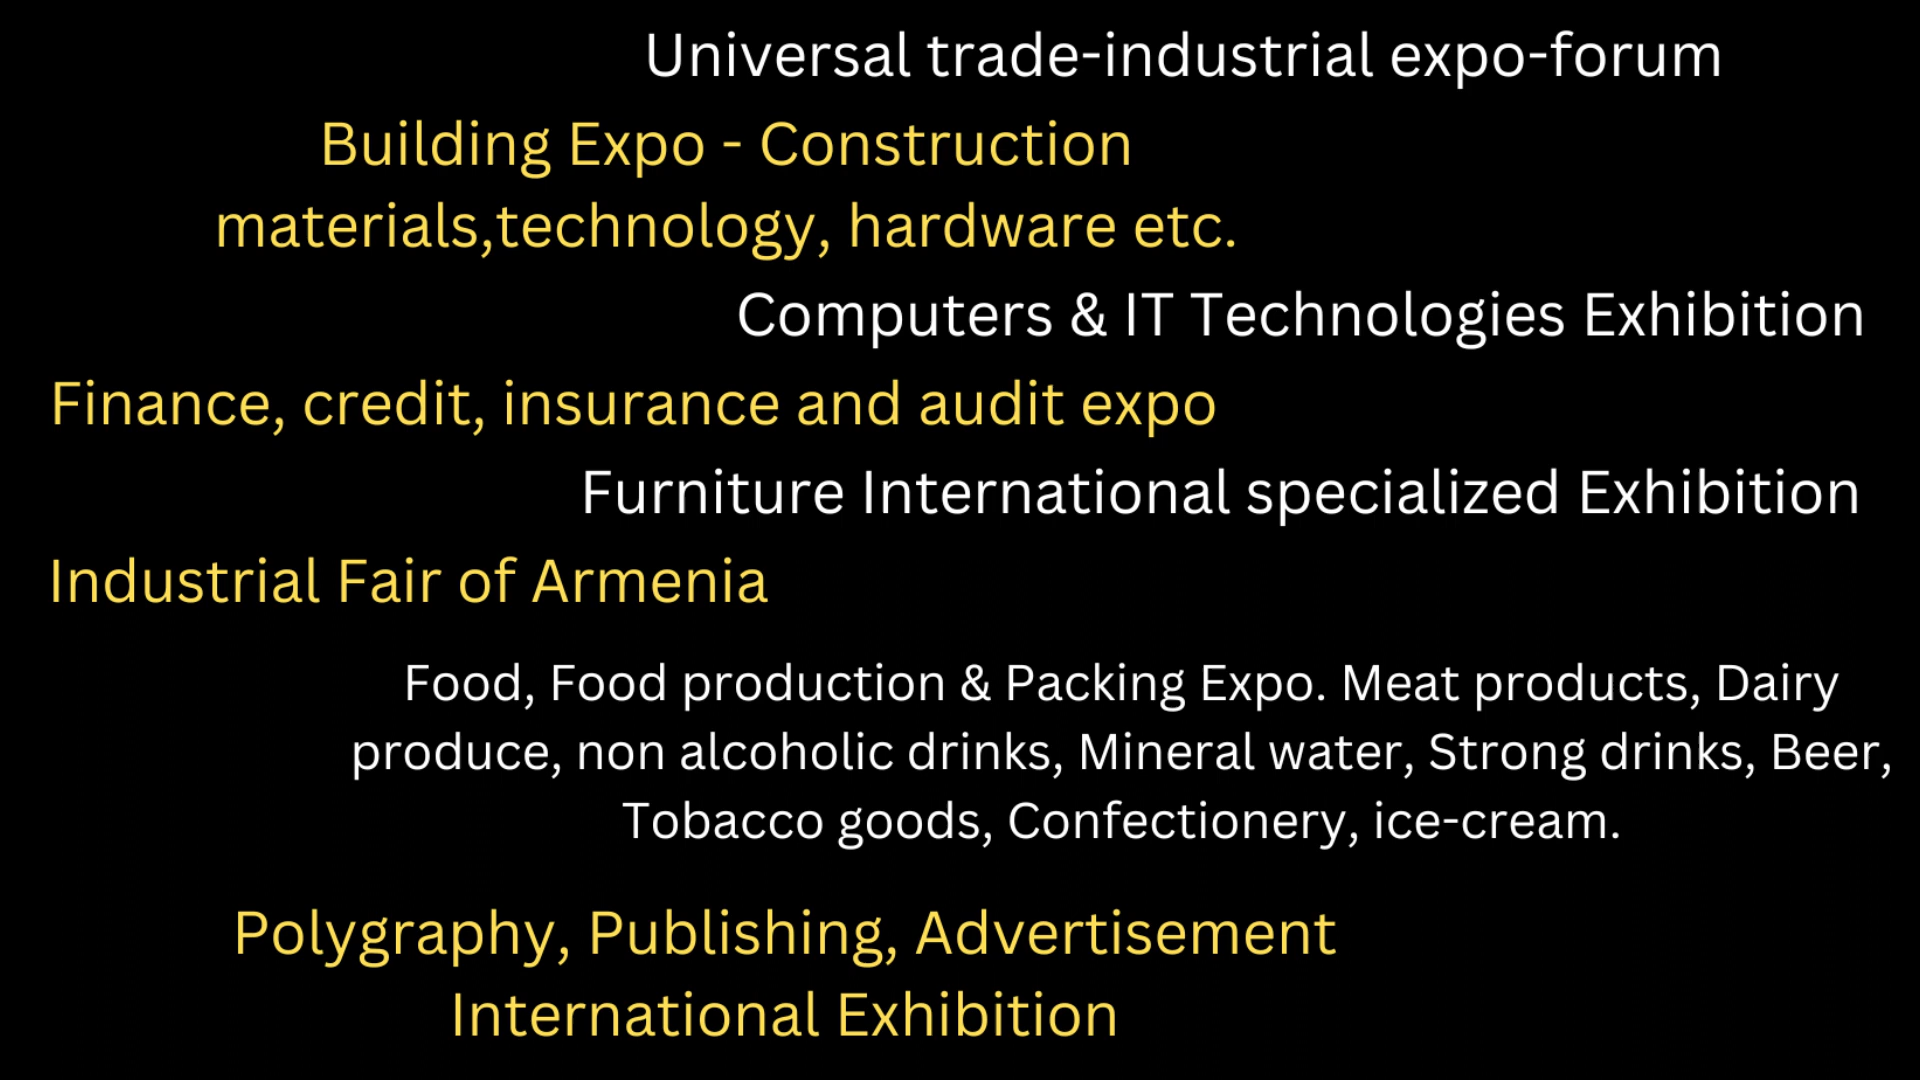 Universal trade-industrial expo-forum
Building Expo - Construction
materials,technology, hardware etc.
Computers & IT Technologies Exhibition
Finance, credit, insurance and audit expo
Furniture International specialized Exhibition
Industrial Fair of Armenia
Food, Food production & Packing Expo. Meat products, Dairy
produce, non alcoholic drinks, Mineral water, Strong drinks, Beer,
Tobacco goods, Confectionery, ice-cream.
Polygraphy, Publishing, Advertisement
International Exhibition